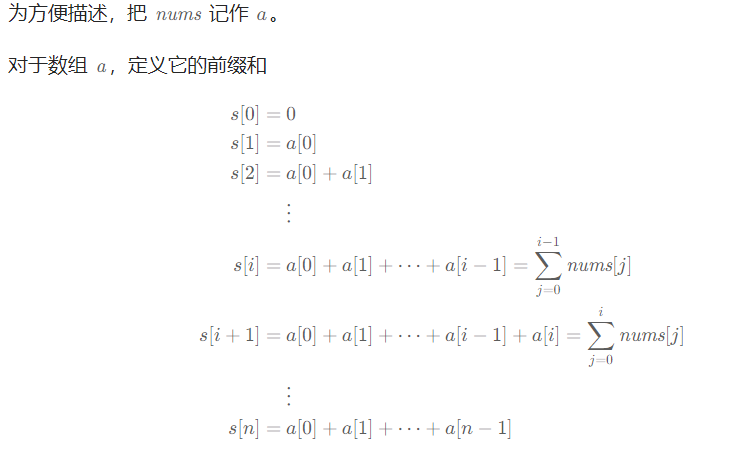 为方便描述，把 nums 记作 a。
对于数组 a，定义它的前缀和
s[0] = 0
s[1] = a[0]
s[2] = a[0] + a[1]
⋮
s[i] = a[0] + a[1] + ⋯ + a[i − 1] = \sum_{j=0}^{i−1} nums[j]
s[i + 1] = a[0] + a[1] + ⋯ + a[i − 1] + a[i] = \sum_{j=0}^{i} nums[j]
⋮
s[n] = a[0] + a[1] + ⋯ + a[n − 1]